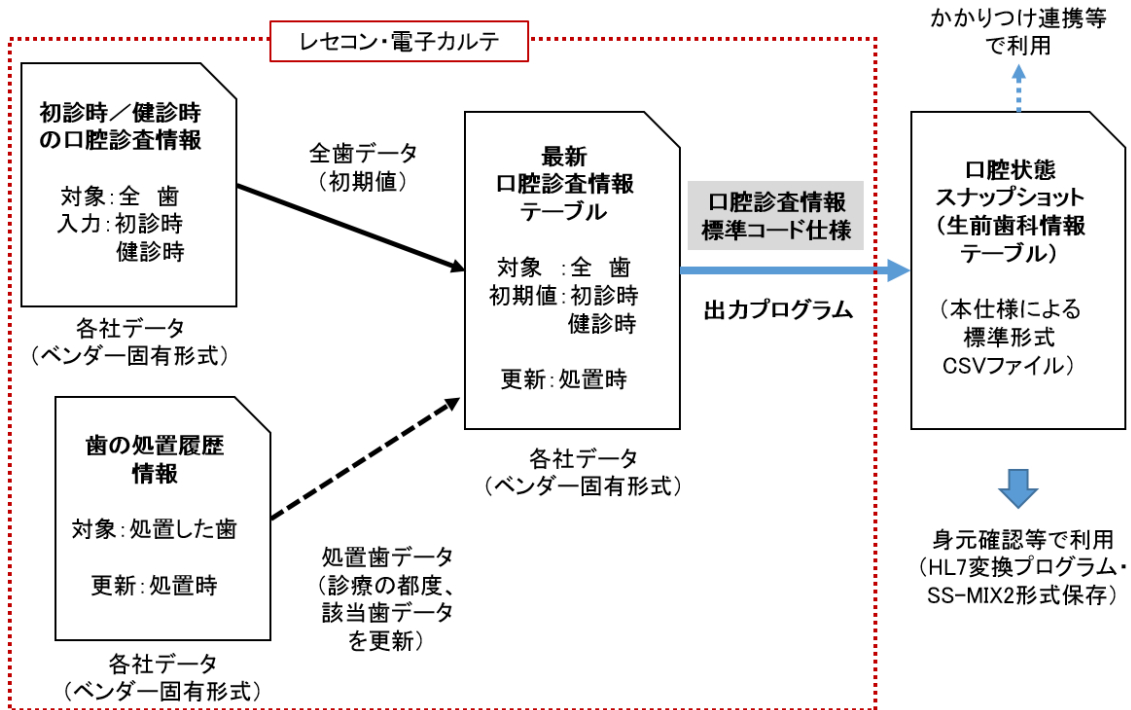 レセコン・電子カルテ
初診時／健診時
の口腔診査情報
対象：全　歯
入力：初診時
健診時
各社データ
（ベンダー固有形式）
全歯データ
（初期値）
歯の処置履歴
情報
対象：処置した歯
更新：処置時
各社データ
（ベンダー固有形式）
処置歯データ
（診療の都度、
該当歯データ
を更新）
最新
口腔診査情報
テーブル
対象　：全　歯
初期値：初診時
健診時
更新：処置時
各社データ
（ベンダー固有形式）
口腔診査情報
標準コード仕様
出力プログラム
かかりつけ連携等
で利用
口腔状態
スナップショット
（生前歯科情報
テーブル）
（本仕様による
標準形式
CSVファイル）
身元確認等で利用
（HL7変換プログラム・
SS-MIX2形式保存）